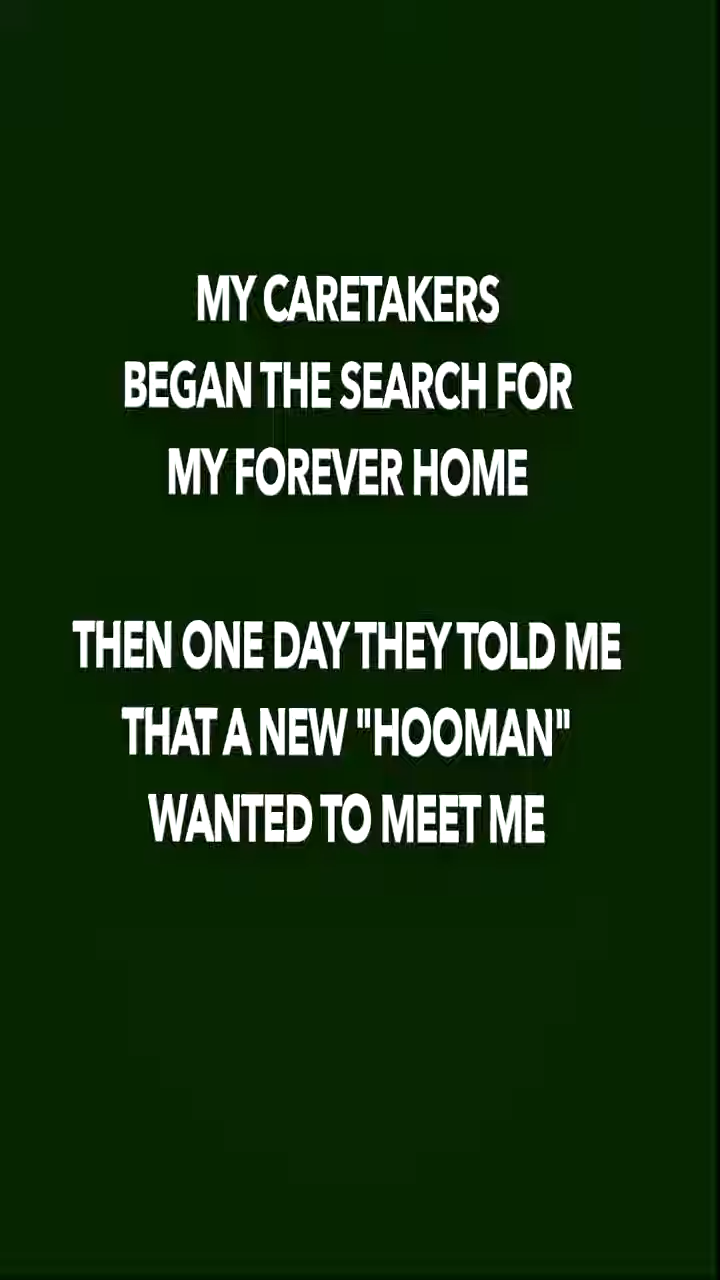 MY CARETAKERS
BEGAN THE SEARCH FOR
MY FOREVER HOME
THEN ONE DAY THEY TOLD ME
THAT A NEW "HOOMAN"
WANTED TO MEET ME